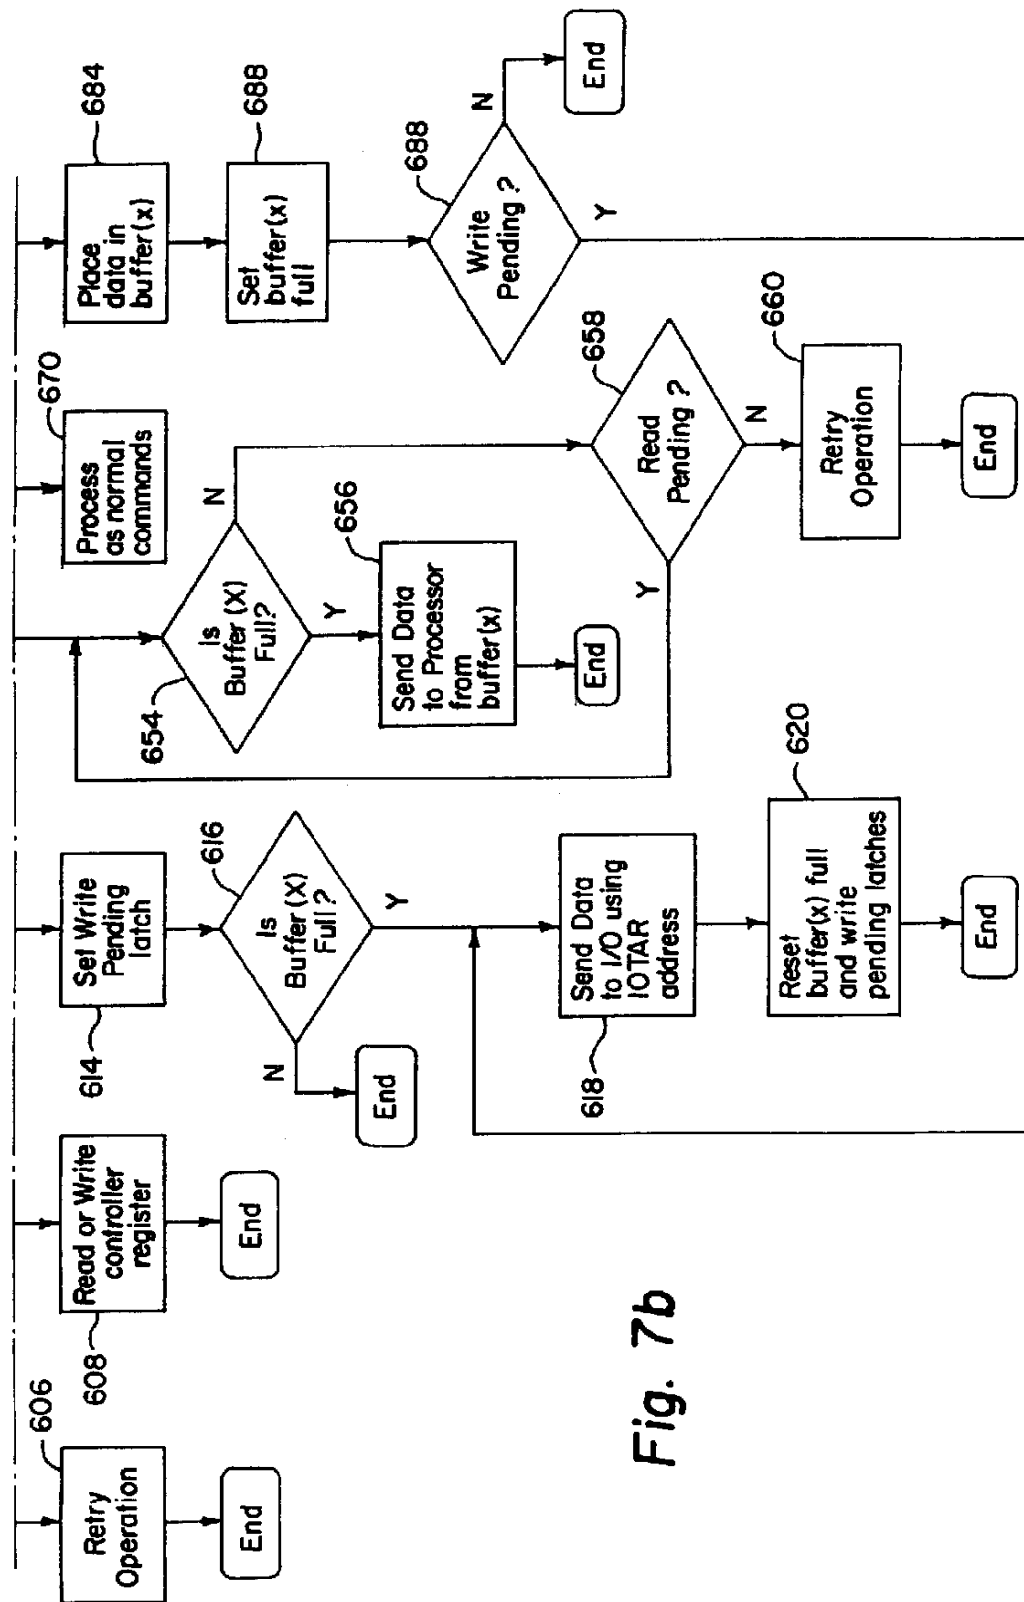 606
Retry
Operation
End
608
Read or Write
controller
register
End
614
Set Write
Pending
latch
616
Is
Buffer (X)
Full?
N
End
Y
618
Send Data
to I/O using
IOTAR
address
620
Reset
buffer(x) full
and write
pending latches
End
654
Is
Buffer (X)
Full?
N
Y
656
Send Data
to Processor
from
buffer(x)
End
658
Read
Pending ?
Y
N
660
Retry
Operation
End
670
Process
as normal
commands
684
Place
data in
buffer(x)
688
Set
buffer(x)
full
688
Write
Pending ?
N
End
Y
Fig. 7b